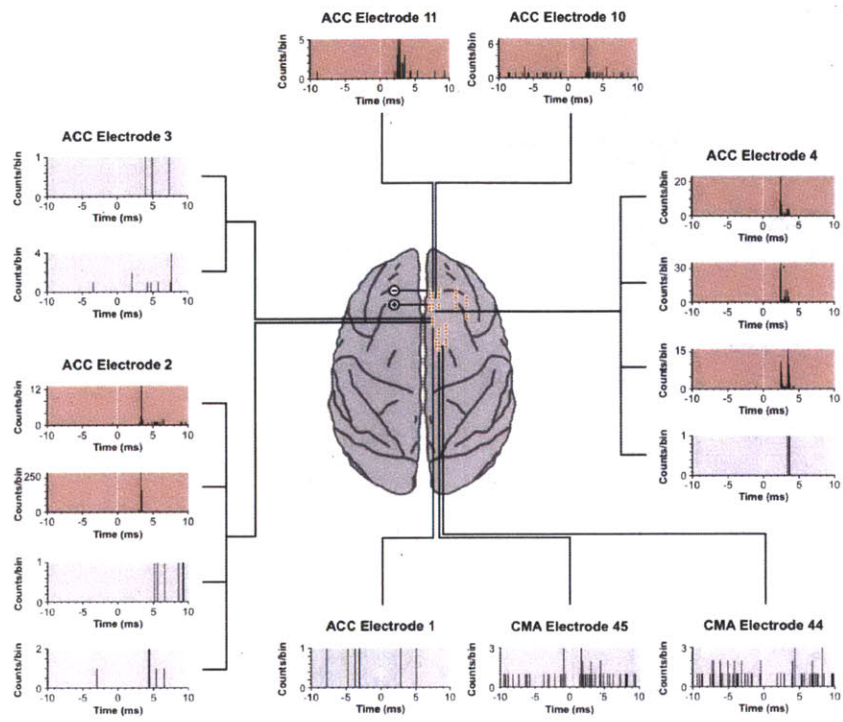 ACC Electrode 11
Counts/bin
5
0
-10 -5 0 5 10
Time (ms)
ACC Electrode 10
Counts/bin
6
0
-10 -5 0 5 10
Time (ms)
ACC Electrode 3
Counts/bin
1
0
-10 -5 0 5 10
Time (ms)
Counts/bin
4
0
-10 -5 0 5 10
Time (ms)
ACC Electrode 4
Counts/bin
20
0
-10 -5 0 5 10
Time (ms)
Counts/bin
30
0
-10 -5 0 5 10
Time (ms)
Counts/bin
15
0
-10 -5 0 5 10
Time (ms)
Counts/bin
1
0
-10 -5 0 5 10
Time (ms)
ACC Electrode 2
Counts/bin
12
0
-10 -5 0 5 10
Time (ms)
Counts/bin
250
0
-10 -5 0 5 10
Time (ms)
Counts/bin
1
0
-10 -5 0 5 10
Time (ms)
Counts/bin
2
0
-10 -5 0 5 10
Time (ms)
ACC Electrode 1
Counts/bin
1
0
-10 -5 0 5 10
Time (ms)
CMA Electrode 45
Counts/bin
3
0
-10 -5 0 5 10
Time (ms)
CMA Electrode 44
Counts/bin
3
0
-10 -5 0 5 10
Time (ms)